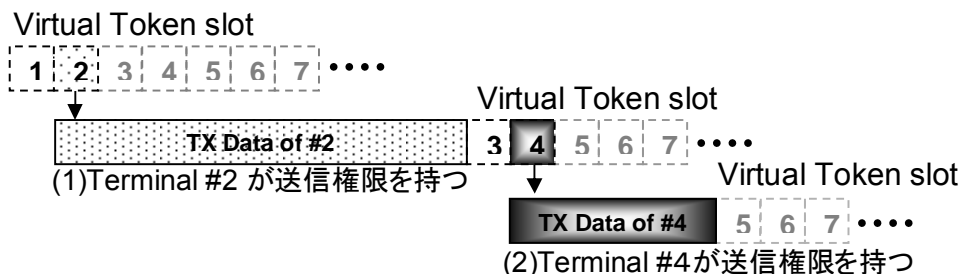 Virtual Token slot
1 2 3 4 5 6 7 ••••
Virtual Token slot
TX Data of #2 3 4 5 6 7 ••••
(1)Terminal #2 が送信権限を持つ
Virtual Token slot
TX Data of #4 5 6 7 ••••
(2)Terminal #4が送信権限を持つ